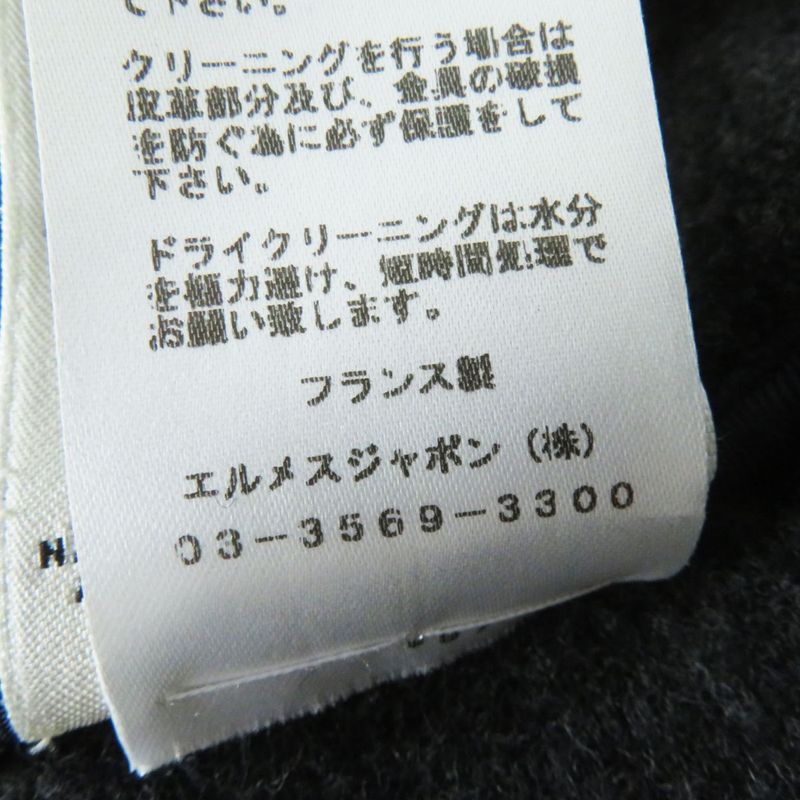 て下さい。
クリーニングを行う場合は
皮革部分及び、金具の破損
を防ぐ為に必ず保護をして
下さい。
ドライクリーニングは水分
を極力避け、短時間処理で
お願い致します。
フランス製
エルメスジャポン（株）
03-3569-3300